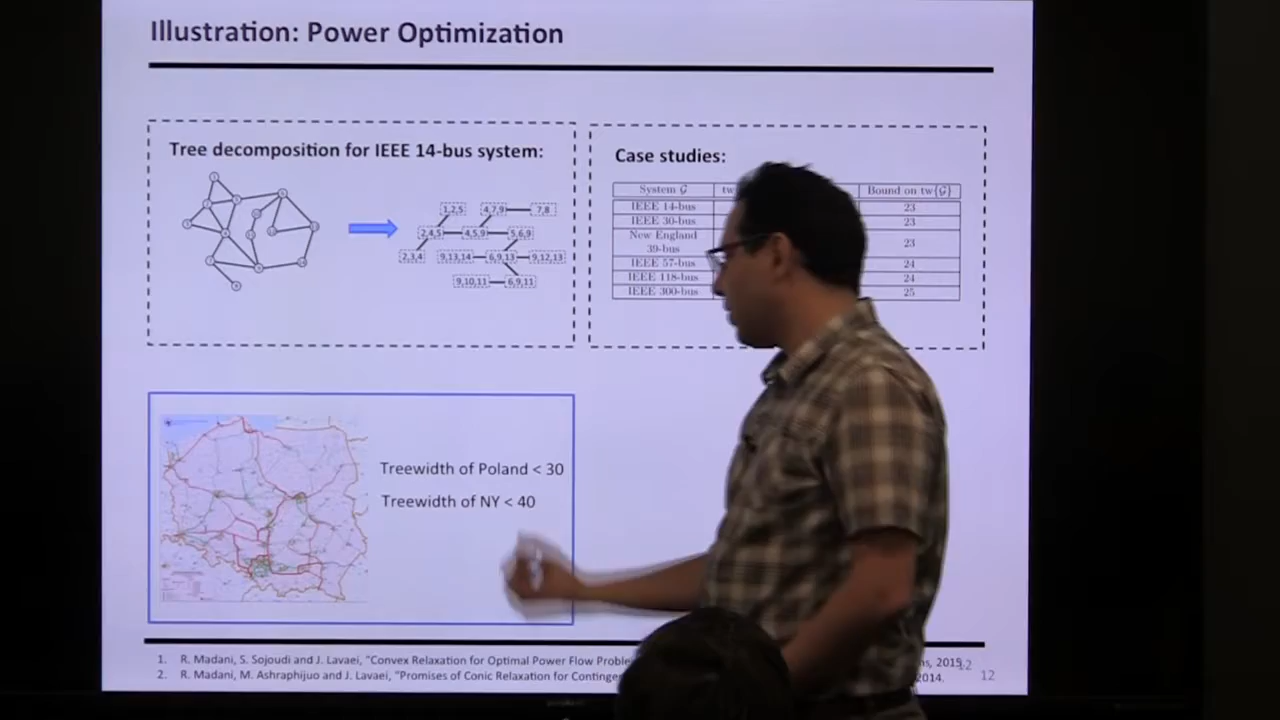 Illustration: Power Optimization
Tree decomposition for IEEE 14-bus system:
1,2,5
4,7,9
7,8
2,4,5
4,5,9
5,6,9
2,3,4
9,13,14
6,9,13
9,12,13
9,10,11
6,9,11
Case studies:
System G tw Bound on tw{G}
IEEE 14-bus 23
IEEE 30-bus 23
New England
39-bus 23
IEEE 57-bus 24
IEEE 118-bus 24
IEEE 300-bus 25
Treewidth of Poland < 30
Treewidth of NY < 40
1. R. Madani, S. Sojoudi and J. Lavaei, "Convex Relaxation for Optimal Power Flow 2015.
2. R. Madani, M. Ashraphijuo and J. Lavaei, "Promises of Conic Relaxation for 2014.
12
12